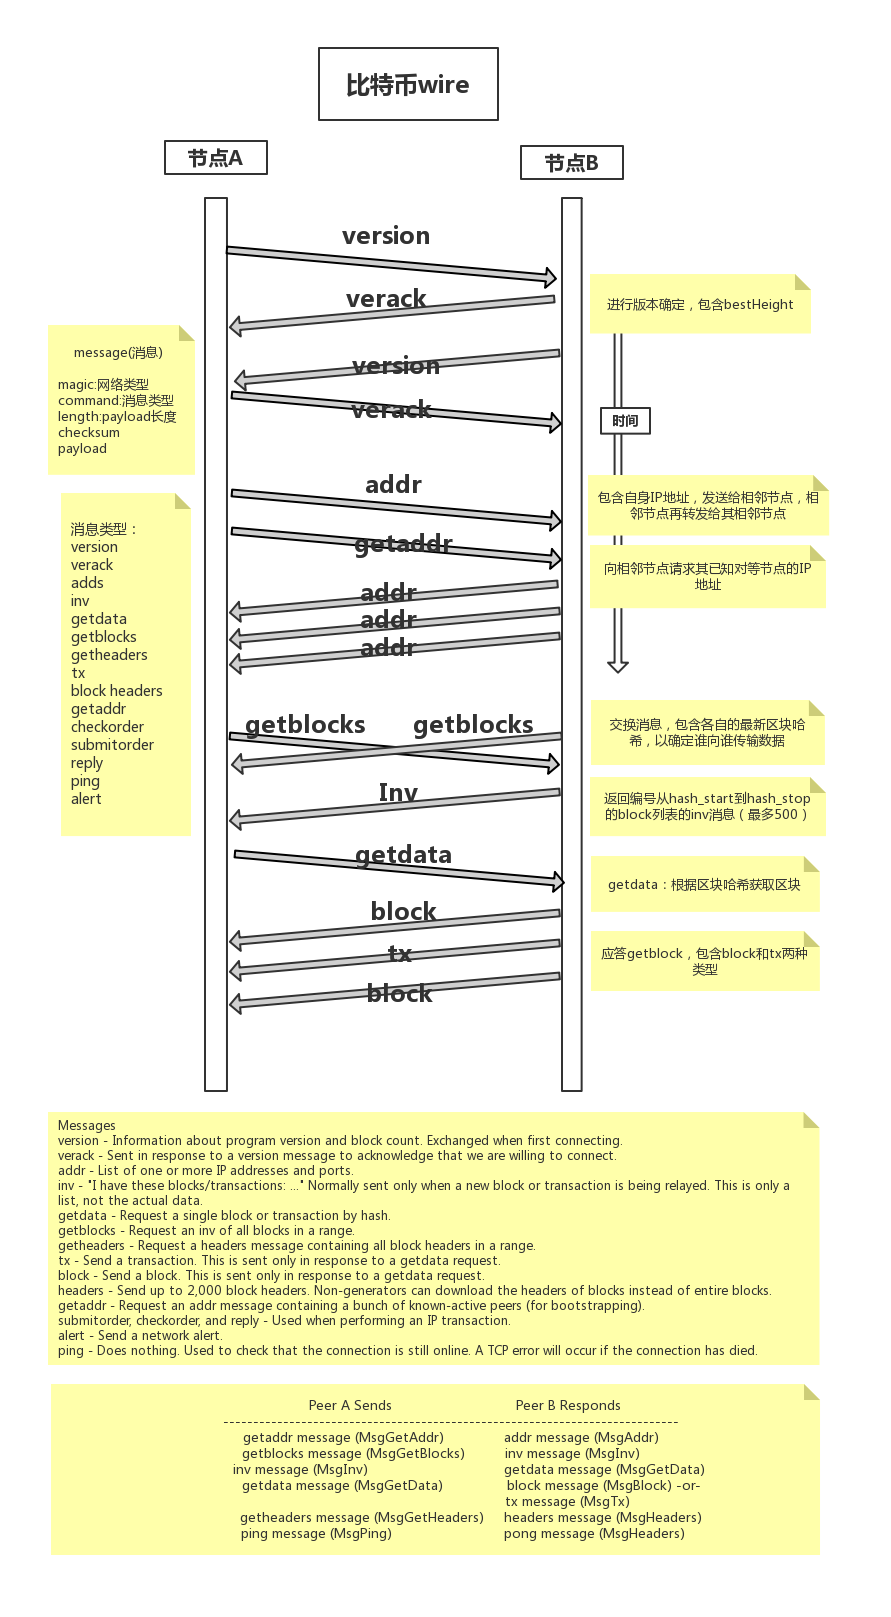 比特币wire
节点A
节点B
version
verack
进行版本确定，包含bestHeight
version
verack
message(消息)
magic:网络类型
command:消息类型
length:payload长度
checksum
payload
时间
addr
包含自身IP地址，发送给相邻节点，相
邻节点再转发给其相邻节点
getaddr
向相邻节点请求其已知对等节点的IP
地址
addr
addr
addr
消息类型：
version
verack
adds
inv
getdata
getblocks
getheaders
tx
block headers
getaddr
checkorder
submitorder
reply
ping
alert
getblocks
getblocks
交换消息，包含各自的最新区块哈
希，以确定谁向谁传输数据
Inv
返回编号从hash_start到hash_stop
的block列表的inv消息（最多500）
getdata
getdata：根据区块哈希获取区块
block
tx
block
应答getblock，包含block和tx两种
类型
Messages
version - Information about program version and block count. Exchanged when first connecting.
verack - Sent in response to a version message to acknowledge that we are willing to connect.
addr - List of one or more IP addresses and ports.
inv - "I have these blocks/transactions: ..." Normally sent only when a new block or transaction is being relayed. This is only a
list, not the actual data.
getdata - Request a single block or transaction by hash.
getblocks - Request an inv of all blocks in a range.
getheaders - Request a headers message containing all block headers in a range.
tx - Send a transaction. This is sent only in response to a getdata request.
block - Send a block. This is sent only in response to a getdata request.
headers - Send up to 2,000 block headers. Non-generators can download the headers of blocks instead of entire blocks.
getaddr - Request an addr message containing a bunch of known-active peers (for bootstrapping).
submitorder, checkorder, and reply - Used when performing an IP transaction.
alert - Send a network alert.
ping - Does nothing. Used to check that the connection is still online. A TCP error will occur if the connection has died.
Peer A Sends Peer B Responds
--------------------------------------------------------------------------
getaddr message (MsgGetAddr) addr message (MsgAddr)
getblocks message (MsgGetBlocks) inv message (MsgInv)
inv message (MsgInv) getdata message (MsgGetData)
getdata message (MsgGetData) block message (MsgBlock) -or-
tx message (MsgTx)
getheaders message (MsgGetHeaders) headers message (MsgHeaders)
ping message (MsgPing) pong message (MsgHeaders)